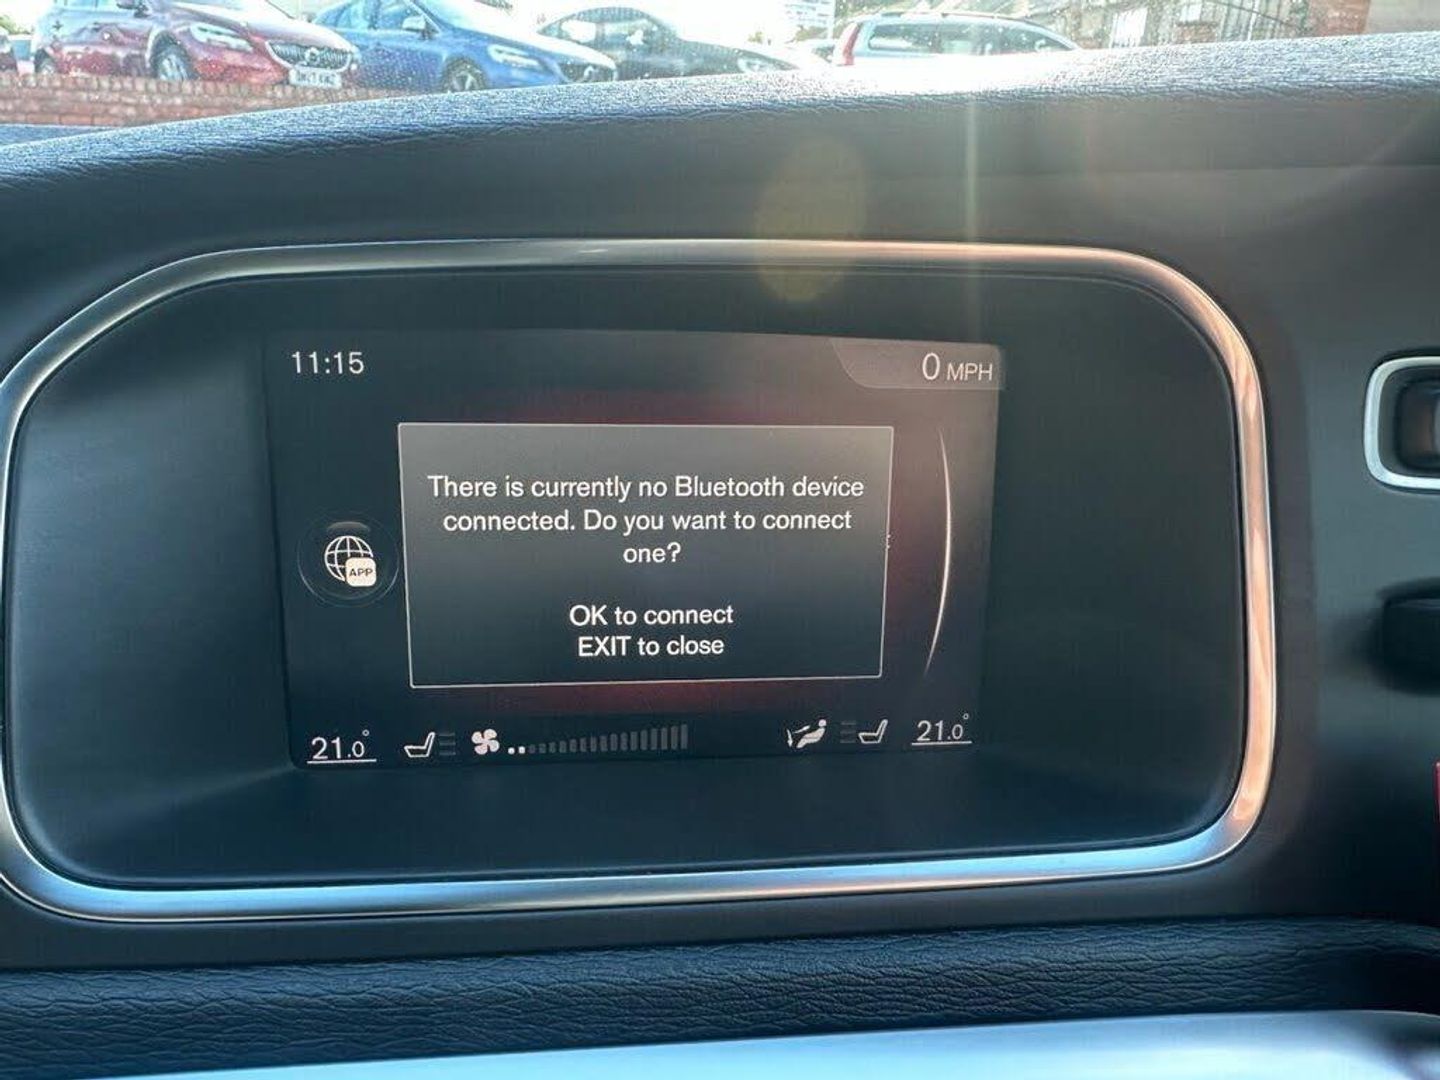 11:15
0 MPH
There is currently no Bluetooth device
connected. Do you want to connect
one?
OK to connect
EXIT to close
APP
21.0°
21.0°